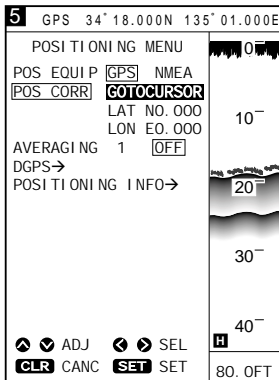 5 GPS 34°18.000N 135°01.000E
POSITIONING MENU
POS EQUIP GPS NMEA
POS CORR GOTOCURSOR
LAT N0.000
LON E0.000
AVERAGING 1 OFF
DGPS→
POSITIONING INFO→
ADJ SEL
CLR CANC SET SET
0
10
20
30
40
H
80.0FT